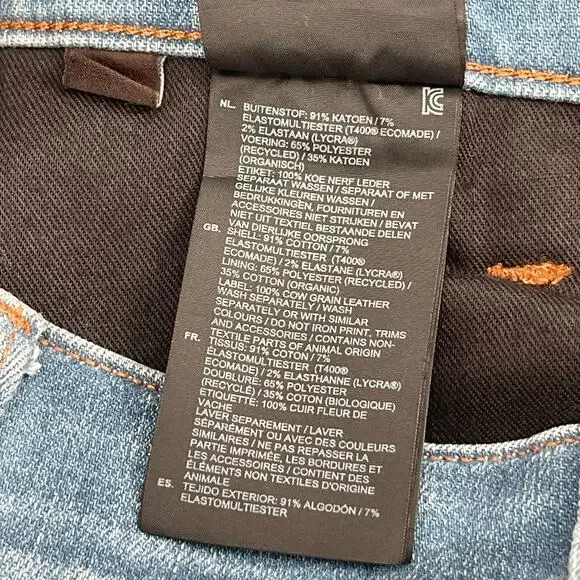 NL. BUITENSTOF: 91% KATOEN / 7%
ELASTOMULTIESTER (T400® ECOMADE) /
2% ELASTAAN (LYCRA®)
VOERING: 65% POLYESTER
(RECYCLED) / 35% KATOEN
(ORGANISCH)
ETIKET: 100% KOE NERF LEDER
SEPARAAT WASSEN / SEPARAAT OF MET
GELIJKE KLEUREN WASSEN /
BEDRUKKINGEN, FOURNITUREN EN
ACCESSOIRES NIET STRIJKEN / BEVAT
NIET UIT TEXTIEL BESTAANDE DELEN
VAN DIERLIJKE OORSPRONG
GB. SHELL: 91% COTTON / 7%
ELASTOMULTIESTER (T400®
ECOMADE) / 2% ELASTANE (LYCRA®)
LINING: 65% POLYESTER (RECYCLED) /
35% COTTON (ORGANIC)
LABEL: 100% COW GRAIN LEATHER
WASH SEPARATELY / WASH
SEPARATELY OR WITH SIMILAR
COLOURS / DO NOT IRON PRINT, TRIMS
AND ACCESSORIES / CONTAINS NON-
TEXTILE PARTS OF ANIMAL ORIGIN
FR. TISSUS: 91% COTON / 7%
ÉLASTOMULTIESTER (T400®
ECOMADE) / 2% ELASTHANNE (LYCRA®)
DOUBLURE: 65% POLYESTER
(RECYCLED) / 35% COTON (BIOLOGIQUE)
ÉTIQUETTE: 100% CUIR FLEUR DE
VACHE
LAVER SEPAREMENT / LAVER
SÉPARÉMENT OU AVEC DES COULEURS
SIMILAIRES / NE PAS REPASSER LA
PARTIE IMPRIMÉE, LES BORDURES ET
LES ACCESSOIRES / CONTIENT DES
ÉLÉMENTS NON TEXTILES D'ORIGINE
ANIMALE
ES. TEJIDO EXTERIOR: 91% ALGODÓN / 7%
ELASTOMULTIESTER